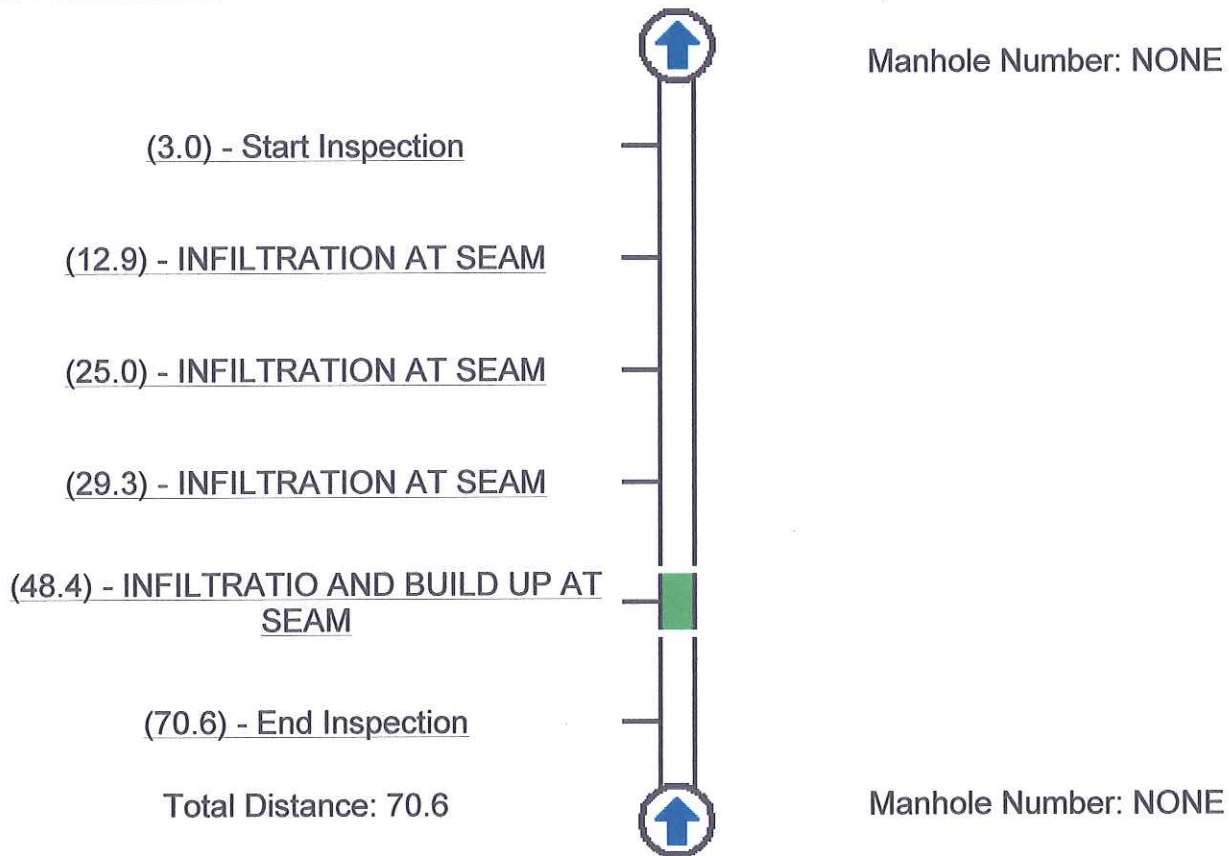 Manhole Number: NONE
(3.0) - Start Inspection
(12.9) - INFILTRATION AT SEAM
(25.0) - INFILTRATION AT SEAM
(29.3) - INFILTRATION AT SEAM
(48.4) - INFILTRATIO AND BUILD UP AT
SEAM
(70.6) - End Inspection
Total Distance: 70.6
Manhole Number: NONE